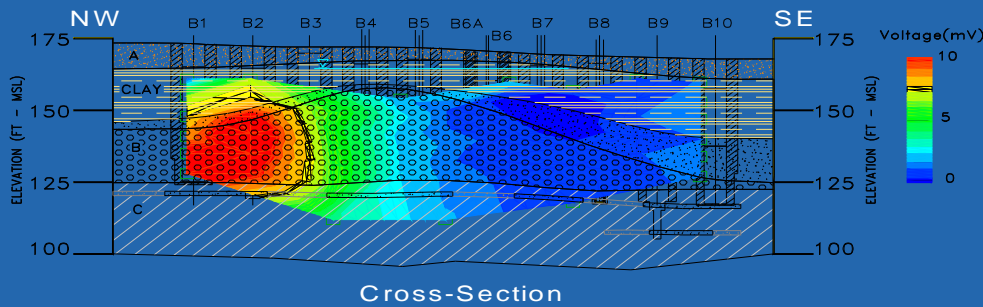 NW
SE
B1 B2 B3 B4 B5 B6A B6 B7 B8 B9 B10
Voltage(mV)
175
150
125
100
ELEVATION (FT - MSL)
A
CLAY
B
C
175
150
125
100
ELEVATION (FT - MSL)
10
5
0
Cross-Section